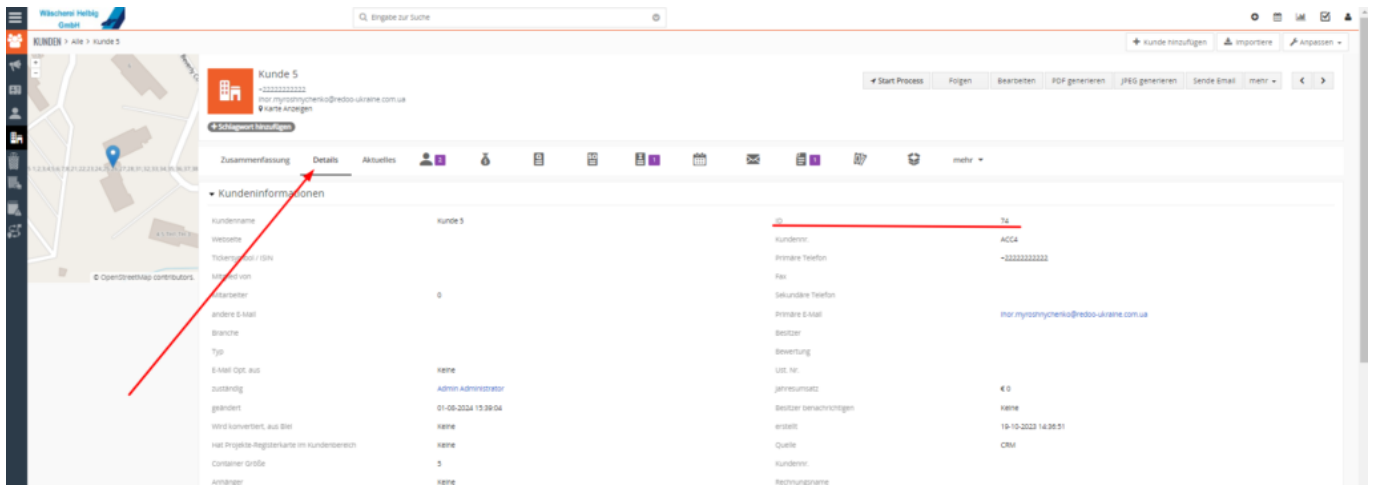 Wäscherei Helbig
GmbH
Eingabe zur Suche
KUNDEN > Alle > Kunde 5
+ Kunde hinzufügen
Importiere
Anpassen
Kunde 5
ihor.myroshnychenko@redoo-ukraine.com.ua
Karte Anzeigen
+ Schlagwort hinzufügen
Start Process
Folgen
Bearbeiten
PDF generieren
JPEG generieren
Sende Email
mehr
Zusammenfassung
Details
Aktuelles
2
1
1
mehr
© OpenStreetMap contributors.
Kundeninformationen
Kundenname Kunde 5 ID 74
Webseite Kundennr. ACC4
Primäre Telefon
Mitglied von Fax
Mitarbeiter 0 Sekundäre Telefon
andere E-Mail Primäre E-Mail ihor.myroshnychenko@redoo-ukraine.com.ua
Branche Besitzer
Typ Bewertung
E-Mail Opt. aus Keine Ust. Nr.
zuständig Admin Administrator Jahresumsatz € 0
geändert 01-06-2024 15:39:04 Besitzer benachrichtigen Keine
Wird konvertiert, aus Blei Keine erstellt 19-10-2023 14:36:51
Hat Projekte-Registerkarte im Kundenbereich Keine Quelle CRM
Container Größe 5 Kundennr.
Anhänger Keine Rechnungsname